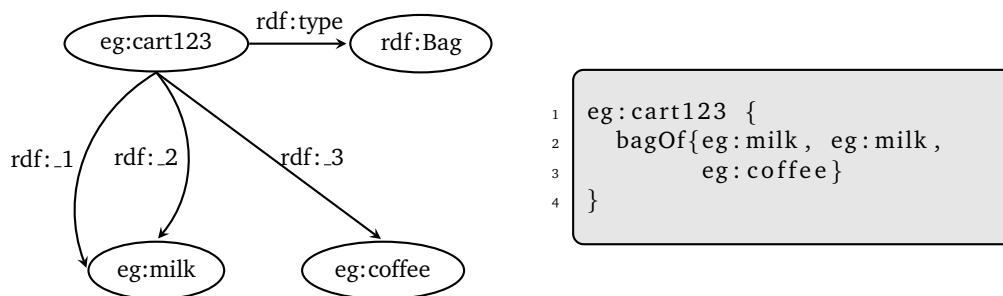 rdf:type
eg:cart123
rdf:Bag
rdf:_1
rdf:_2
rdf:_3
eg:milk
eg:coffee
1 eg:cart123 {
2 bagOf{eg:milk, eg:milk,
3 eg:coffee}
4 }